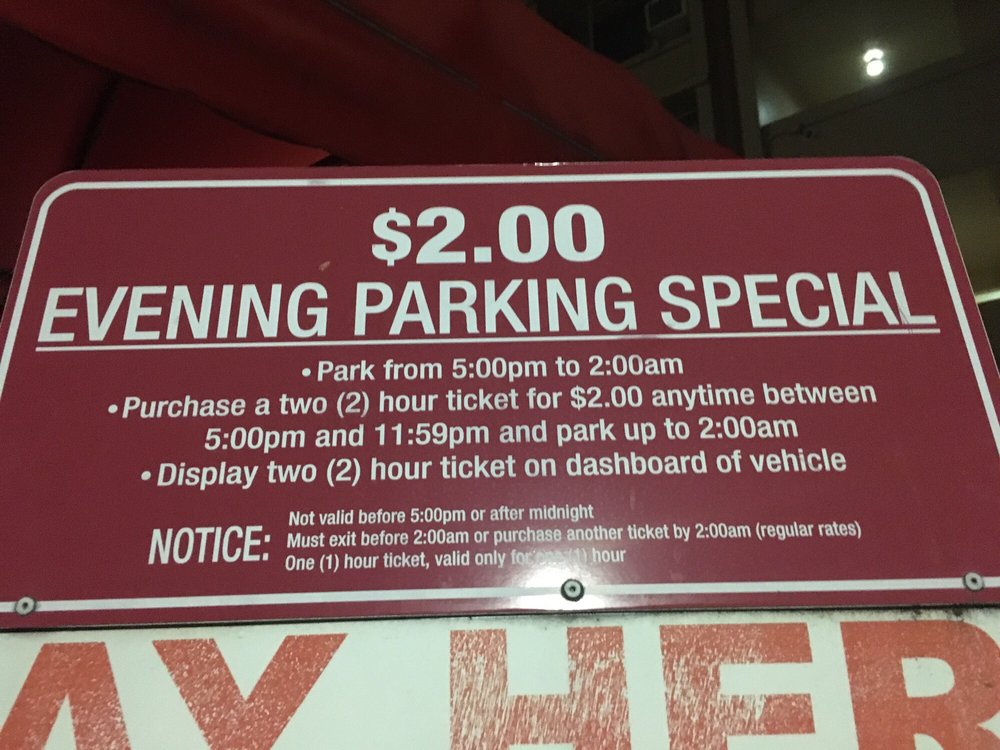 $2.00
EVENING PARKING SPECIAL
•Park from 5:00pm to 2:00am
•Purchase a two (2) hour ticket for $2.00 anytime between
5:00pm and 11:59pm and park up to 2:00am
•Display two (2) hour ticket on dashboard of vehicle
NOTICE:
Not valid before 5:00pm or after midnight
Must exit before 2:00am or purchase another ticket by 2:00am (regular rates)
One (1) hour ticket, valid only for one (1) hour
AY HER